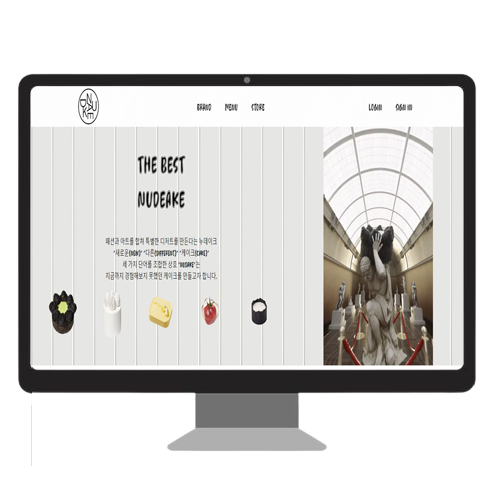 NUDAKE
BRAND MENU STORE LOGIN SIGN IN
THE BEST
NUDEAKE
패션과 아트를 합쳐 특별한 디저트를 만든다는 누데이크
"새로운(NEW)" "다른(DIFFERENT)" "케이크(CAKE)"
세 가지 단어를 조합한 상호 "NUDAKE"는
지금까지 경험해보지 못했던 케이크를 만들고자 합니다.